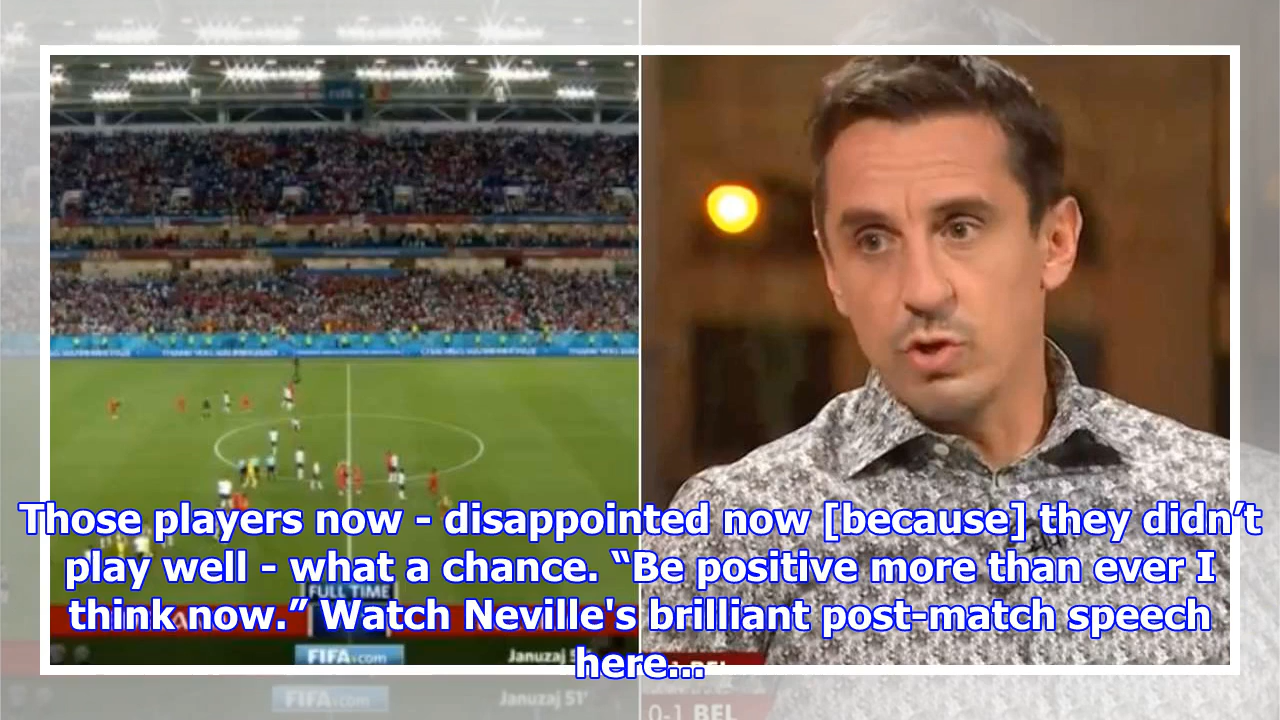 Those players now - disappointed now [because] they didn’t
play well - what a chance. “Be positive more than ever I
think now.” Watch Neville's brilliant post-match speech
here...
FULL TIME
FIFA.com
Januzaj
FIFA.com
Januzaj 51'
0-1 BEL